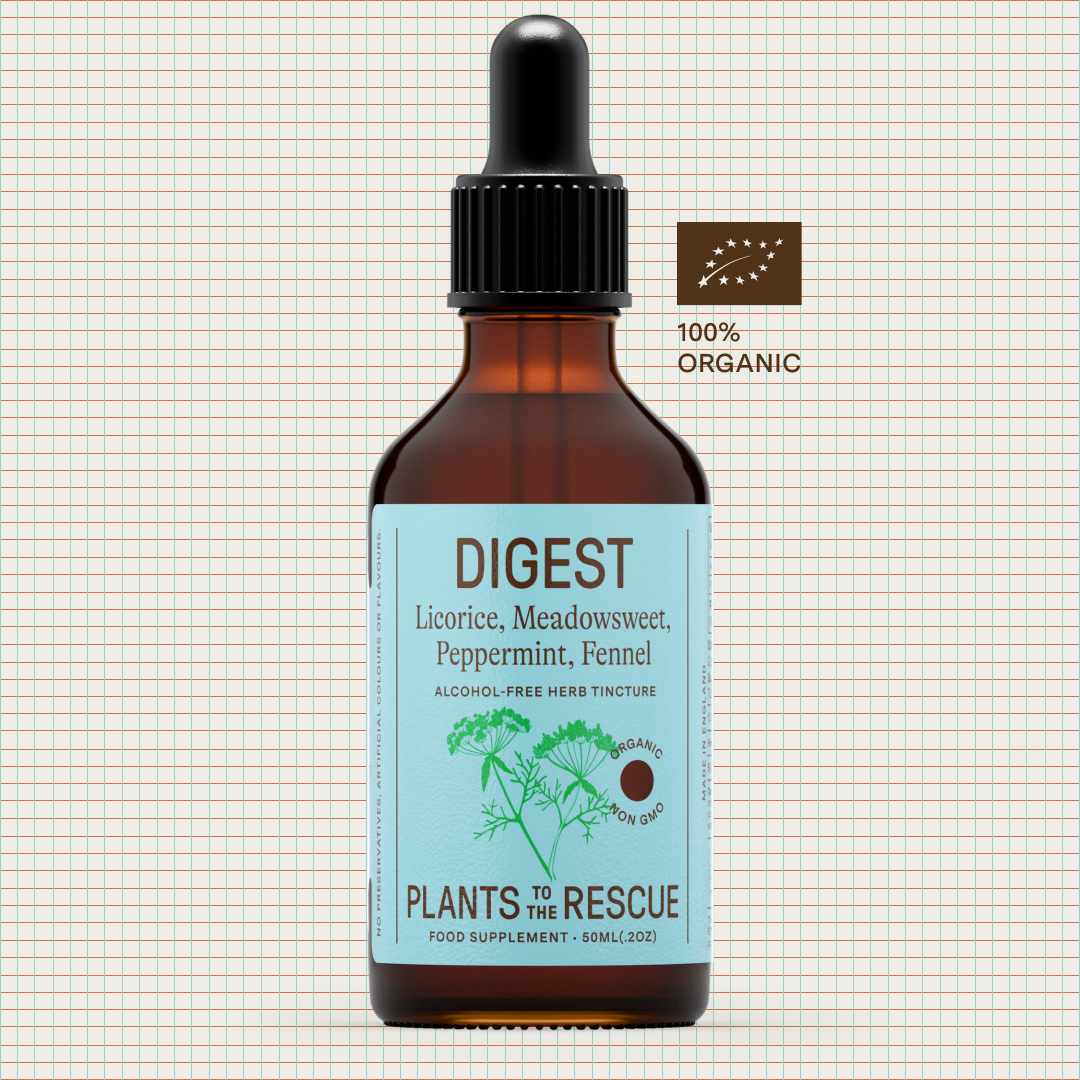 100%
ORGANIC
DIGEST
Licorice, Meadowsweet,
Peppermint, Fennel
ALCOHOL-FREE HERB TINCTURE
ORGANIC
NON GMO
PLANTS TO THE RESCUE
FOOD SUPPLEMENT · 50ML(.2OZ)
NO PRESERVATIVES, ARTIFICIAL COLOURS OR FLAVOURS.
MADE IN ENGLAND